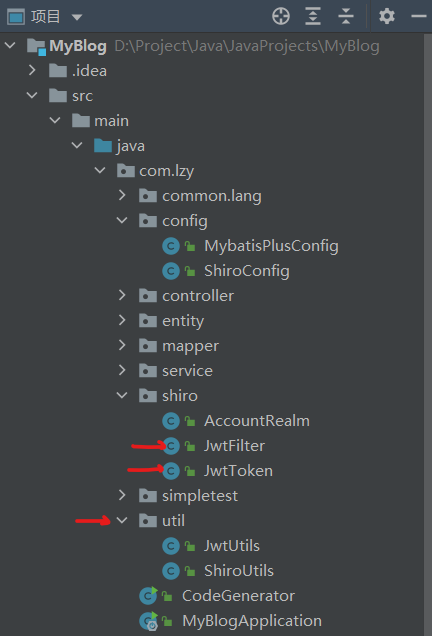 项目
MyBlog D:\Project\Java\JavaProjects\MyBlog
.idea
src
main
java
com.lzy
common.lang
config
MybatisPlusConfig
ShiroConfig
controller
entity
mapper
service
shiro
AccountRealm
JwtFilter
JwtToken
simpletest
util
JwtUtils
ShiroUtils
CodeGenerator
MyBlogApplication